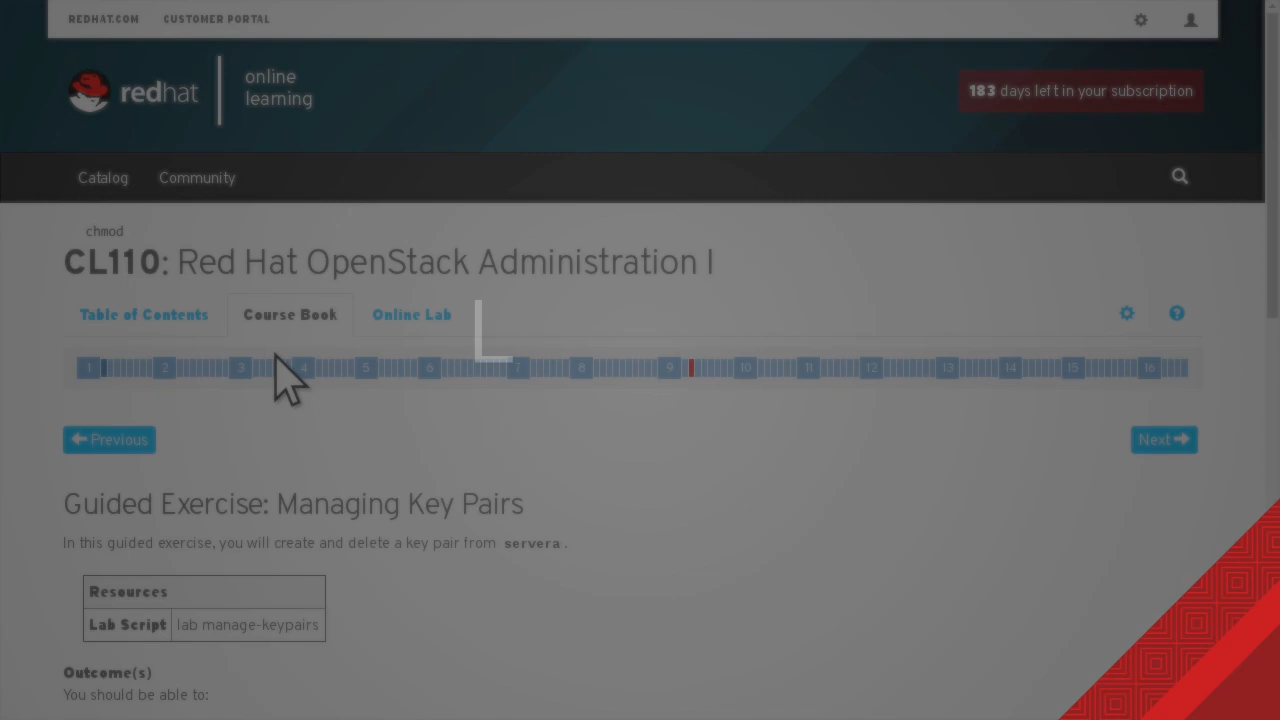 REDHAT.COM CUSTOMER PORTAL
redhat
online
learning
183 days left in your subscription
Catalog Community
chmod
CL110: Red Hat OpenStack Administration I
Table of Contents Course Book Online Lab
L
1 2 3 4 5 6 7 8 9 10 11 12 13 14 15 16
Previous Next
Guided Exercise: Managing Key Pairs
In this guided exercise, you will create and delete a key pair from servera.
Resources
Lab Script lab manage-keypairs
Outcome(s)
You should be able to: